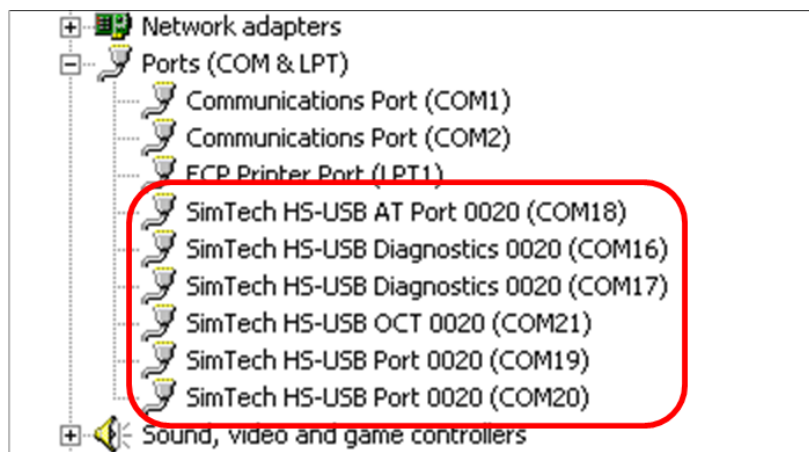 Network adapters
Ports (COM & LPT)
Communications Port (COM1)
Communications Port (COM2)
ECP Printer Port (LPT1)
SimTech HS-USB AT Port 0020 (COM18)
SimTech HS-USB Diagnostics 0020 (COM16)
SimTech HS-USB Diagnostics 0020 (COM17)
SimTech HS-USB OCT 0020 (COM21)
SimTech HS-USB Port 0020 (COM19)
SimTech HS-USB Port 0020 (COM20)
Sound, video and game controllers